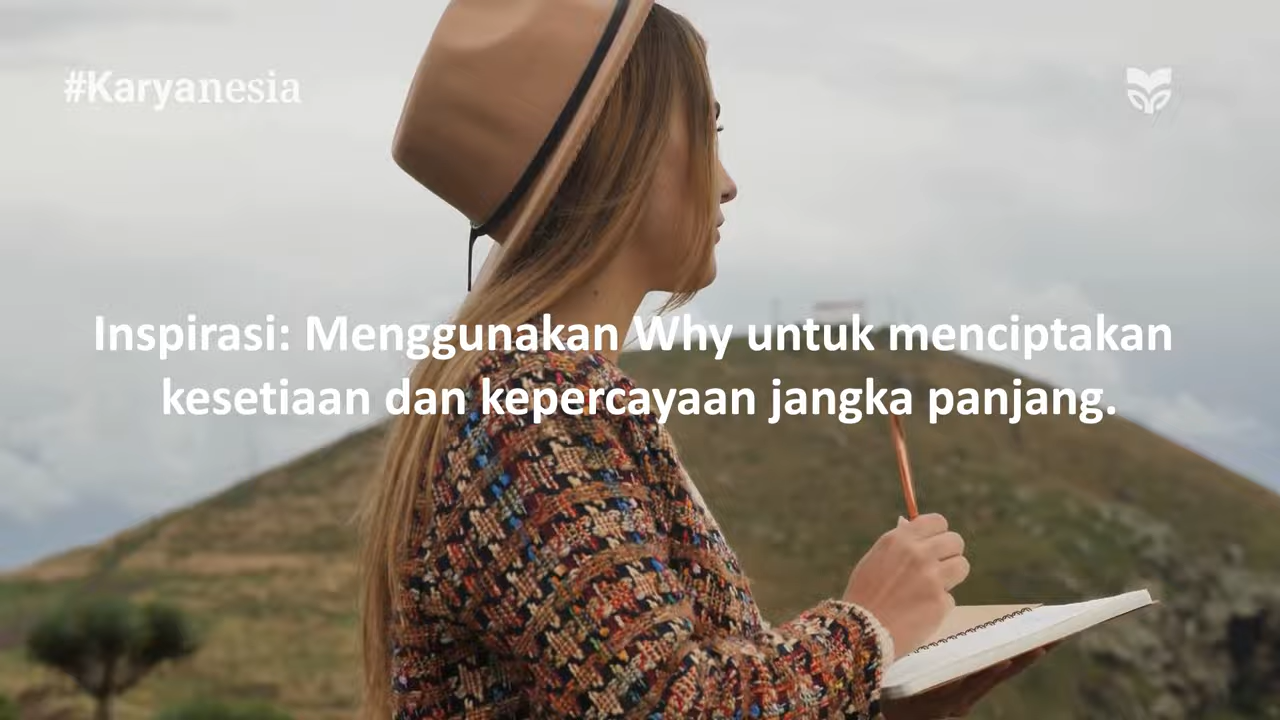 #Karyanesia
Inspirasi: Menggunakan Why untuk menciptakan
kesetiaan dan kepercayaan jangka panjang.